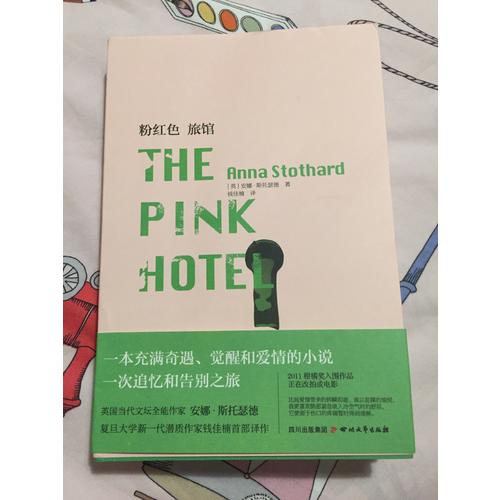 粉红色 旅馆
THE
Anna Stothard
[英] 安娜·斯托瑟德 著
钱佳楠 译
PINK
HOTEL
一本充满奇遇、觉醒和爱情的小说
一次追忆和告别之旅
英国当代文坛全能作家 安娜·斯托瑟德
复旦大学新一代潜质作家钱佳楠首部译作
2011 柑橘奖入围作品
正在改拍成电影
四川出版集团
四川文艺出版社